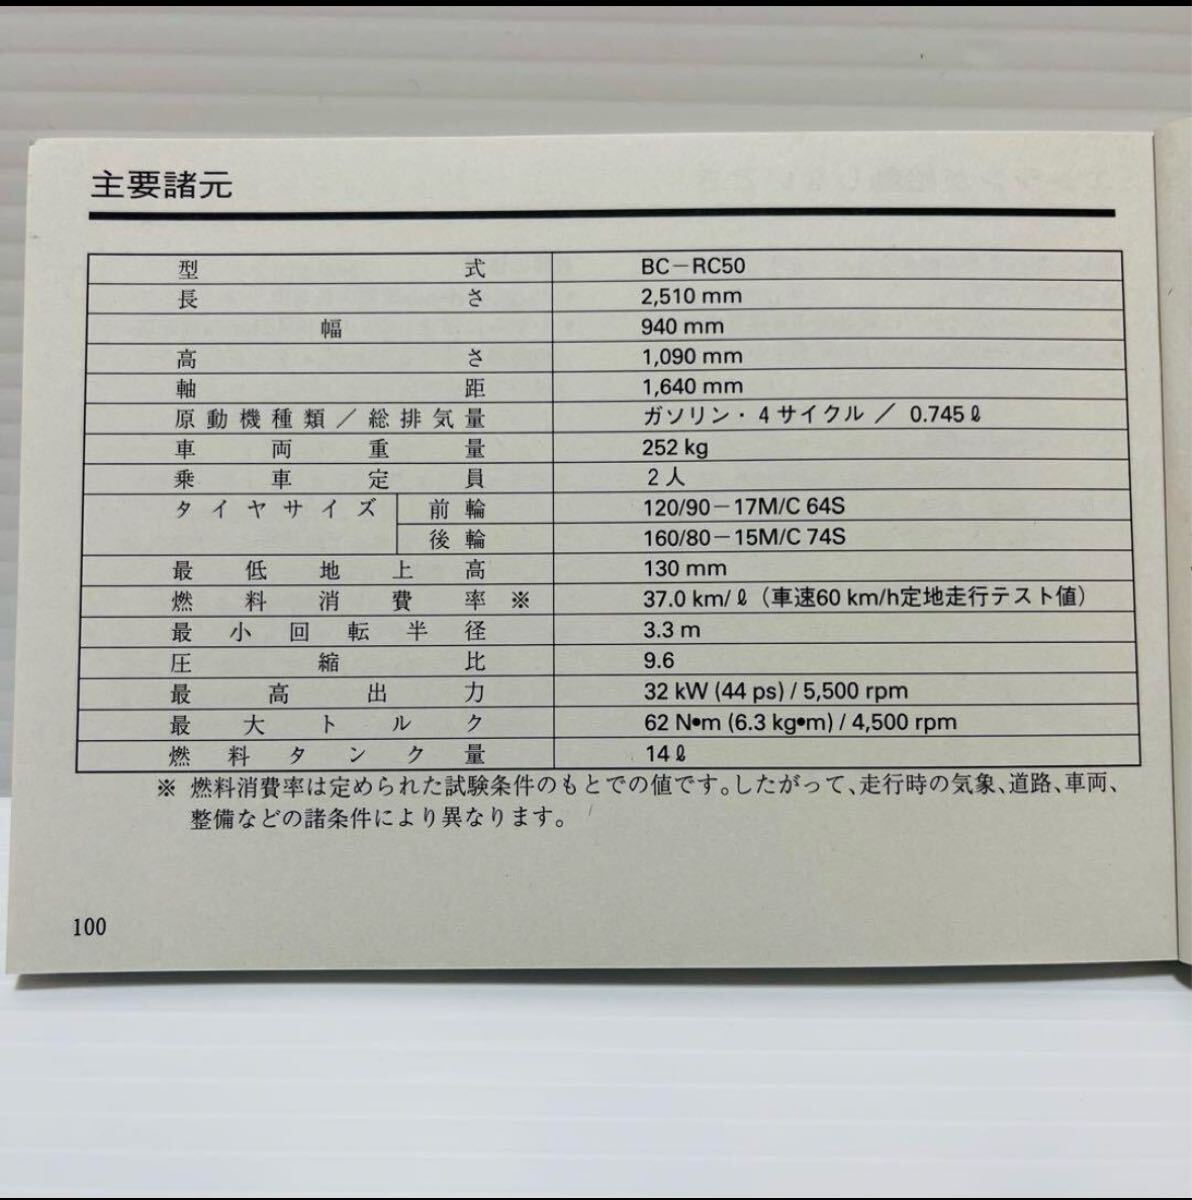 主要諸元
型式 BC-RC50
長さ 2,510 mm
幅 940 mm
高さ 1,090 mm
軸距 1,640 mm
原動機種類／総排気量 ガソリン・4サイクル ／ 0.745ℓ
車両重量 252 kg
乗車定員 2人
タイヤサイズ 前輪 120/90-17M/C 64S
後輪 160/80-15M/C 74S
最低地上高 130 mm
燃料消費率※ 37.0 km/ℓ（車速60 km/h定地走行テスト値）
最小回転半径 3.3 m
圧縮比 9.6
最高出力 32 kW (44 ps) / 5,500 rpm
最大トルク 62 N•m (6.3 kg•m) / 4,500 rpm
燃料タンク量 14ℓ
※ 燃料消費率は定められた試験条件のもとでの値です。したがって、走行時の気象、道路、車両、
整備などの諸条件により異なります。
100